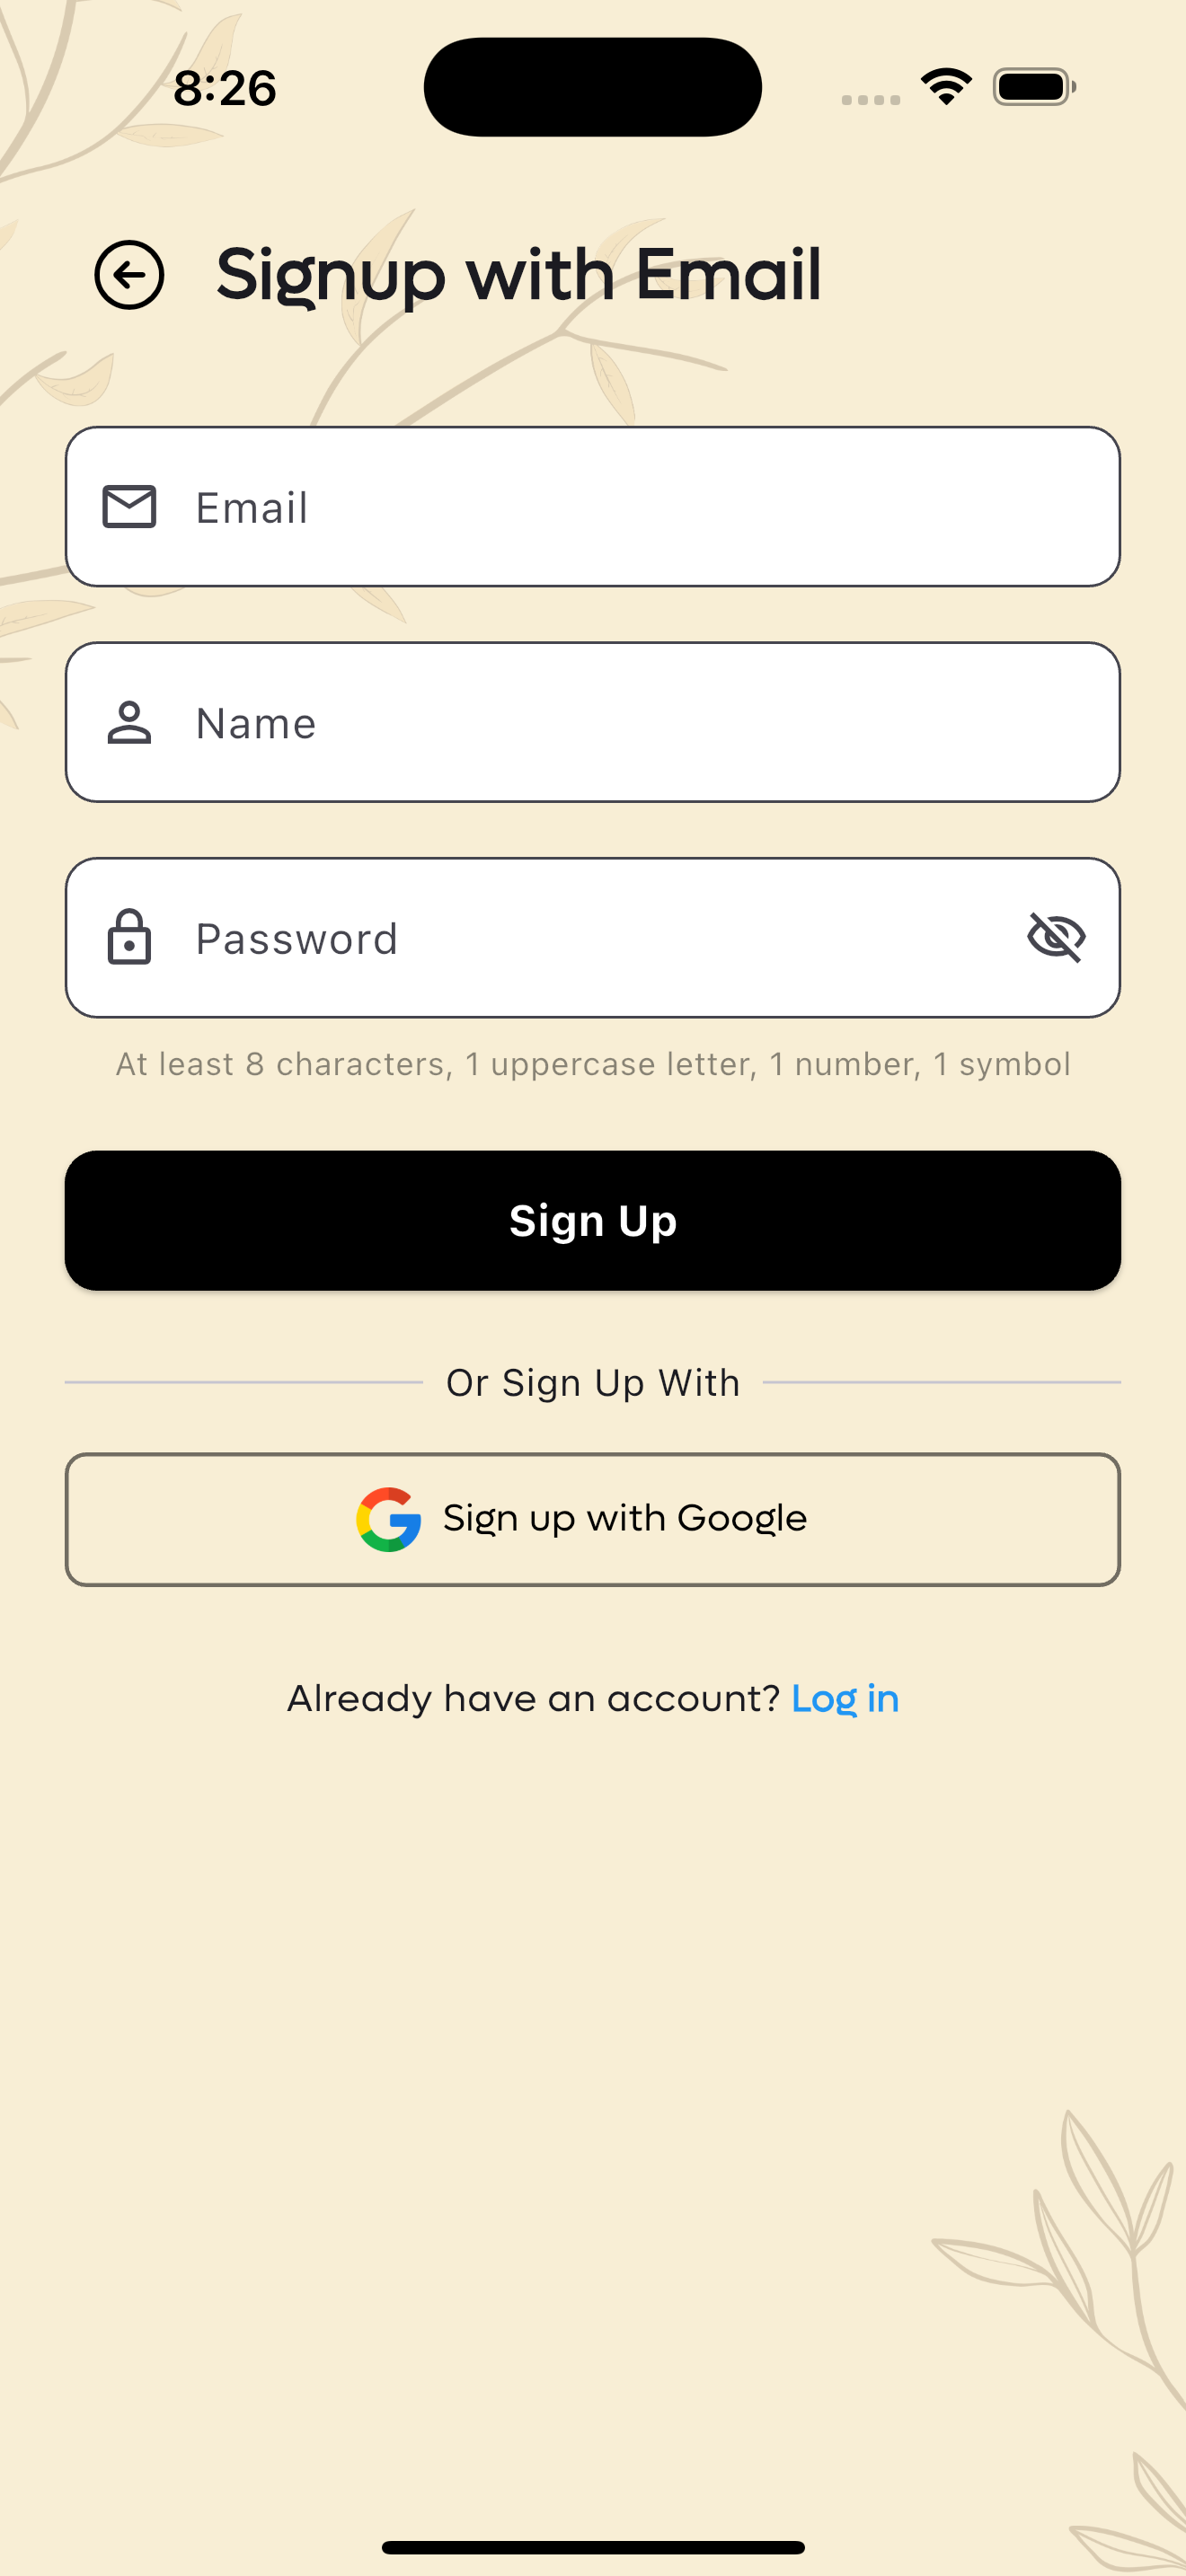 8:26
Signup with Email
Email
Name
Password
At least 8 characters, 1 uppercase letter, 1 number, 1 symbol
Sign Up
Or Sign Up With
Sign up with Google
Already have an account? Log in